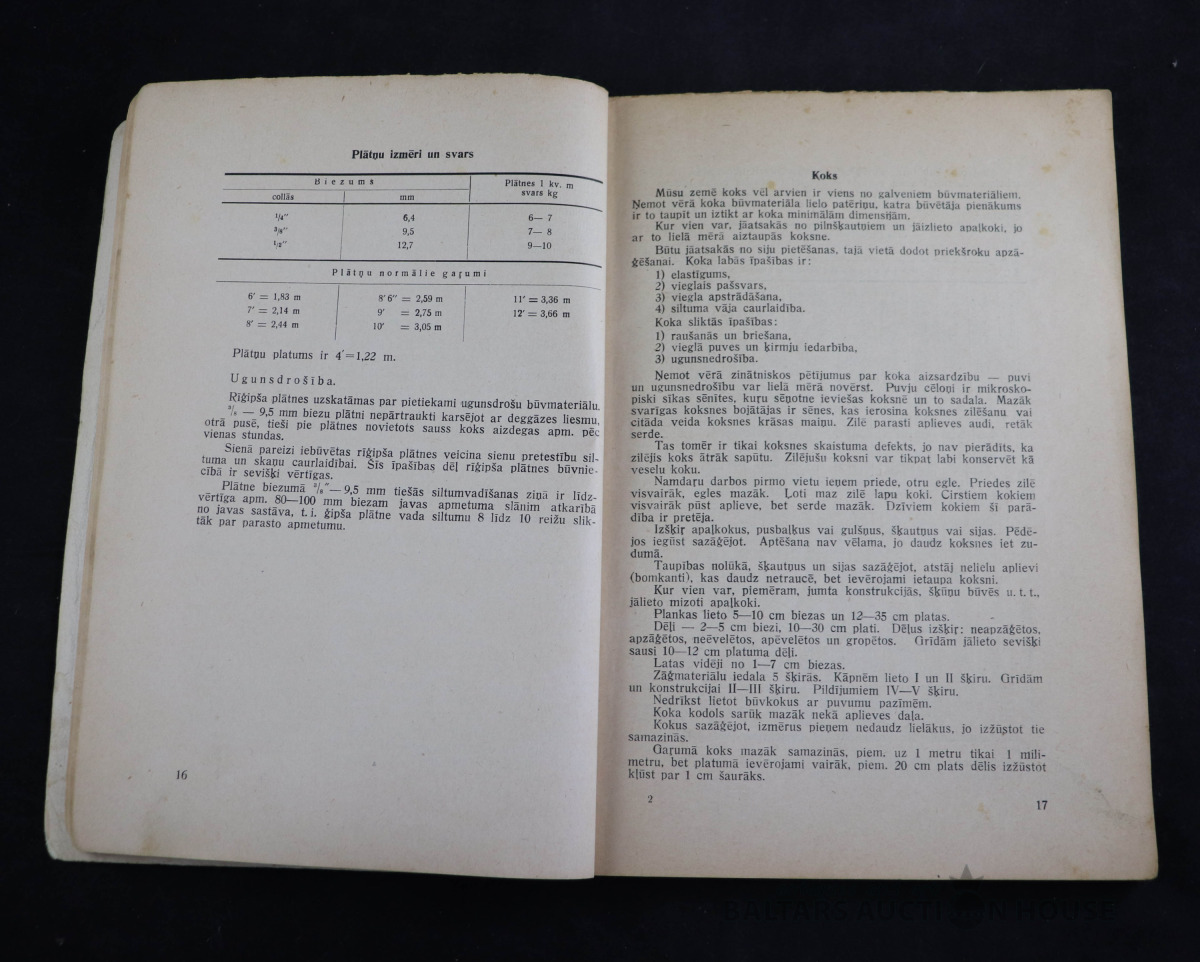 Plātņu izmēri un svars
Biezums
Plātnes 1 kv. m
svars kg
collās
mm
1/4"
6,4
6— 7
3/8"
9,5
7— 8
1/2"
12,7
9—10
Plātņu normālie gaŗumi
6' = 1,83 m
8'6" = 2,59 m
11' = 3,36 m
7' = 2,14 m
9' = 2,75 m
12' = 3,66 m
8' = 2,44 m
10' = 3,05 m
Plātņu platums ir 4'=1,22 m.
Ugunsdrošība.
Rīģipša plātnes uzskatāmas par pietiekami ugunsdrošu būvmateriālu.
3/8 — 9,5 mm biezu plātni nepārtraukti karsējot ar deggāzes liesmu,
otrā pusē, tieši pie plātnes novietots sauss koks aizdegas apm. pēc
vienas stundas.
Sienā pareizi iebūvētas rīģipša plātnes veicina sienu pretestību sil-
tuma un skaņu caurlaidībai. Šīs īpašības dēļ rīģipša plātnes būvnie-
cībā ir sevišķi vērtīgas.
Plātne biezumā 3/8"—9,5 mm tiešās siltumvadīšanas ziņā ir līdz-
vērtīga apm. 80—100 mm biezam javas apmetuma slānim atkarībā
no javas sastāva, t. i. ģipša plātne vada siltumu 8 līdz 10 reižu slik-
tāk par parasto apmetumu.
16
Koks
Mūsu zemē koks vēl arvien ir viens no galveniem būvmateriāliem.
Ņemot vērā koka būvmateriāla lielo patēriņu, katra būvētāja pienākums
ir to taupīt un iztikt ar koka minimālām dimensijām.
Kur vien var, jāatsakās no pilnšķautņiem un jāizlieto apaļkoki, jo
ar to lielā mērā aiztaupās koksne.
Būtu jāatsakās no siju pietēšanas, tajā vietā dodot priekšroku apzā-
ģēšanai. Koka labās īpašības ir:
1) elastīgums,
2) vieglais pašsvars,
3) viegla apstrādāšana,
4) siltuma vāja caurlaidība.
Koka sliktās īpašības:
1) raušanās un briešana,
2) vieglā puves un ķirmju iedarbība,
3) ugunsnedrošība.
Ņemot vērā zinātniskos pētījumus par koka aizsardzību — puvi
un ugunsnedrošību var lielā mērā novērst. Puvju cēloņi ir mikrosko-
piski sīkas sēnītes, kuŗu sēņotne ieviešas koksnē un to sadala. Mazāk
svarīgas koksnes bojātājas ir sēnes, kas ierosina koksnes zilēšanu vai
citāda veida koksnes krāsas maiņu. Zilē parasti aplieves audi, retāk
serde.
Tas tomēr ir tikai koksnes skaistuma defekts, jo nav pierādīts, ka
zilējis koks ātrāk sapūtu. Zilējušu koksni var tikpat labi konservēt kā
veselu koku.
Namdaŗu darbos pirmo vietu ieņem priede, otru egle. Priedes zilē
visvairāk, egles mazāk. Ļoti maz zilē lapu koki. Cirstiem kokiem
visvairāk pūst aplieve, bet serde mazāk. Dzīviem kokiem šī parā-
dība ir pretēja.
Izšķir apaļkokus, pusbaļkus vai gulšņus, šķautņus vai sijas. Pēdē-
jos iegūst sazāģējot. Aptēšana nav vēlama, jo daudz koksnes iet zu-
dumā.
Taupības nolūkā, šķautņus un sijas sazāģējot, atstāj nelielu aplievi
(bomkanti), kas daudz netraucē, bet ievērojami ietaupa koksni.
Kur vien var, piemēram, jumta konstrukcijās, šķūņu būvēs u. t. t.,
jālieto mizoti apaļkoki.
Plankas lieto 5—10 cm biezas un 12—35 cm platas.
Dēļi — 2—5 cm biezi, 10—30 cm plati. Dēļus izšķir: neapzāģētos,
apzāģētos, neēvelētos, apēvelētos un gropētos. Grīdām jālieto sevišķi
sausi 10—12 cm platuma dēļi.
Latas vidēji no 1—7 cm biezas.
Zāģmateriālu iedala 5 šķirās. Kāpnēm lieto I un II šķiru. Grīdām
un konstrukcijai II—III šķiru. Pildījumiem IV—V šķiru.
Nedrīkst lietot būvkokus ar puvumu pazīmēm.
Koka kodols sarūk mazāk nekā aplieves daļa.
Kokus sazāģējot, izmērus pieņem nedaudz lielākus, jo izžūstot tie
samazinās.
Gaŗumā koks mazāk samazinās, piem. uz 1 metru tikai 1 mili-
metru, bet platumā ievērojami vairāk, piem. 20 cm plats dēlis izžūstot
kļūst par 1 cm šaurāks.
2
17
BALTARS AUCTION HOUSE